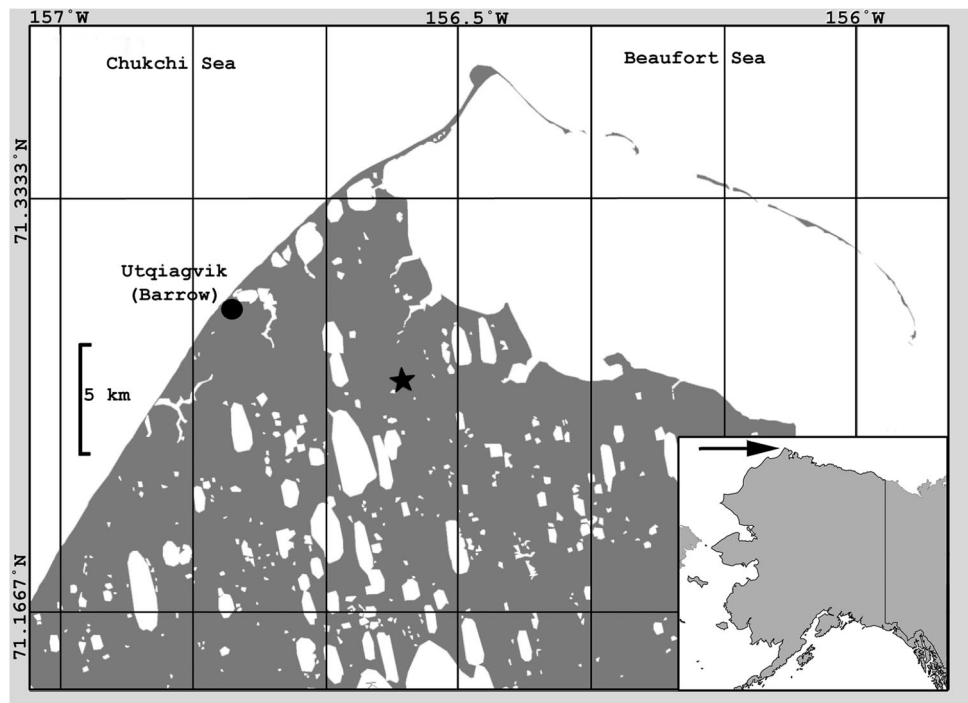 157°W
156.5°W
156°W
Chukchi Sea
Beaufort Sea
71.3333°N
Utqiagvik
(Barrow)
5 km
71.1667°N